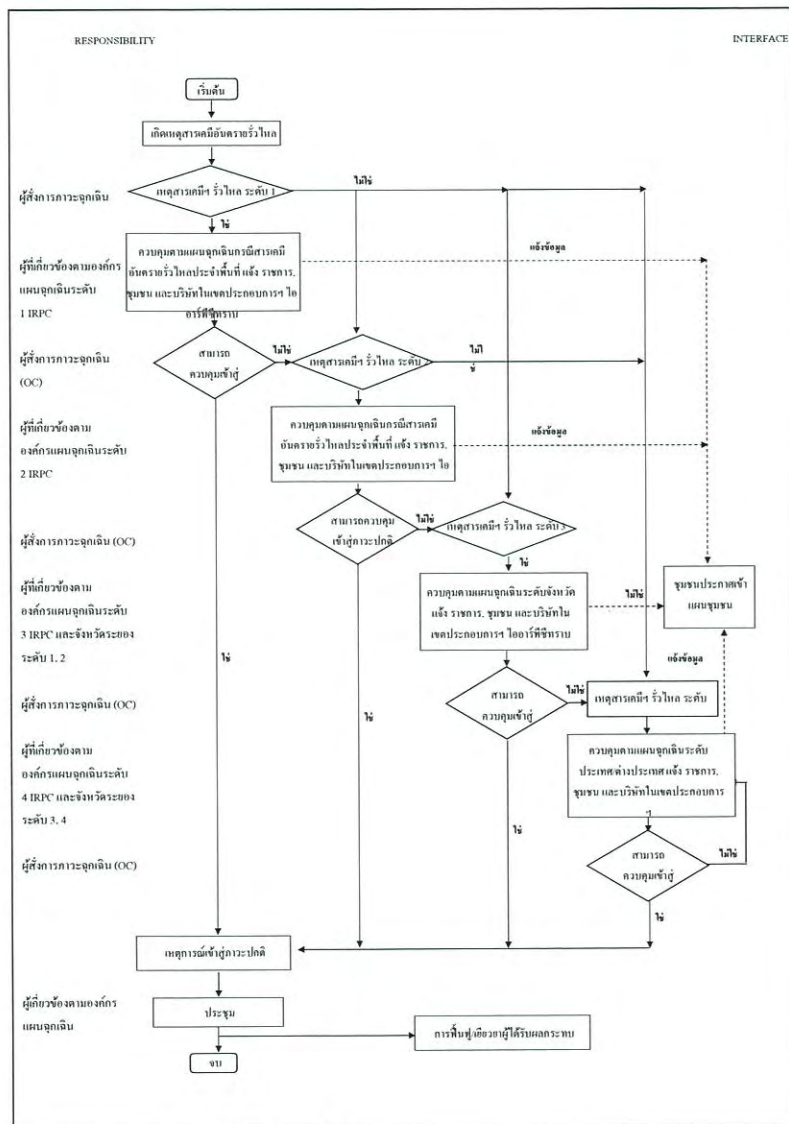 RESPONSIBILITY
INTERFACE
เริ่มต้น
เกิดเหตุสารเคมีอันตรายรั่วไหล
ผู้สั่งการภาวะฉุกเฉิน
เหตุสารเคมีฯ รั่วไหล ระดับ 1
ไม่ใช่
ใช่
ผู้ที่เกี่ยวข้องตามองค์กร
แผนฉุกเฉินระดับ
1 IRPC
ควบคุมตามแผนฉุกเฉินกรณีสารเคมี
อันตรายรั่วไหลประจำพื้นที่ แจ้ง ราชการ,
ชุมชน และบริษัทในเขตประกอบการฯ ไอ
อาร์พีซีทราบ
แจ้งข้อมูล
ผู้สั่งการภาวะฉุกเฉิน
(OC)
สามารถ
ควบคุมเข้าสู่
ไม่ใช่
เหตุสารเคมีฯ รั่วไหล ระดับ 2
ไม่ใ
ช่
ผู้ที่เกี่ยวข้องตาม
องค์กรแผนฉุกเฉินระดับ
2 IRPC
ควบคุมตามแผนฉุกเฉินกรณีสารเคมี
อันตรายรั่วไหลประจำพื้นที่ แจ้ง ราชการ,
ชุมชน และบริษัทในเขตประกอบการฯ ไอ
แจ้งข้อมูล
ผู้สั่งการภาวะฉุกเฉิน (OC)
สามารถควบคุม
เข้าสู่ภาวะปกติ
ไม่ใช่
เหตุสารเคมีฯ รั่วไหล ระดับ 3
ใช่
ผู้ที่เกี่ยวข้องตาม
องค์กรแผนฉุกเฉินระดับ
3 IRPC และจังหวัดระยอง
ระดับ 1, 2
ควบคุมตามแผนฉุกเฉินระดับจังหวัด
แจ้ง ราชการ, ชุมชน และบริษัทใน
เขตประกอบการฯ ไออาร์พีซีทราบ
ไม่ใช่
ชุมชนประกาศเข้า
แผนชุมชน
แจ้งข้อมูล
ใช่
ใช่
ผู้สั่งการภาวะฉุกเฉิน (OC)
สามารถ
ควบคุมเข้าสู่
ไม่ใช่
เหตุสารเคมีฯ รั่วไหล ระดับ
ผู้ที่เกี่ยวข้องตาม
องค์กรแผนฉุกเฉินระดับ
4 IRPC และจังหวัดระยอง
ระดับ 3, 4
ควบคุมตามแผนฉุกเฉินระดับ
ประเทศ/ต่างประเทศ แจ้ง ราชการ,
ชุมชน และบริษัทในเขตประกอบการ
ใช่
ผู้สั่งการภาวะฉุกเฉิน (OC)
สามารถ
ควบคุมเข้าสู่
ไม่ใช่
ใช่
เหตุการณ์เข้าสู่ภาวะปกติ
ผู้เกี่ยวข้องตามองค์กร
แผนฉุกเฉิน
ประชุม
การฟื้นฟู/เยียวยาผู้ได้รับผลกระทบ
จบ